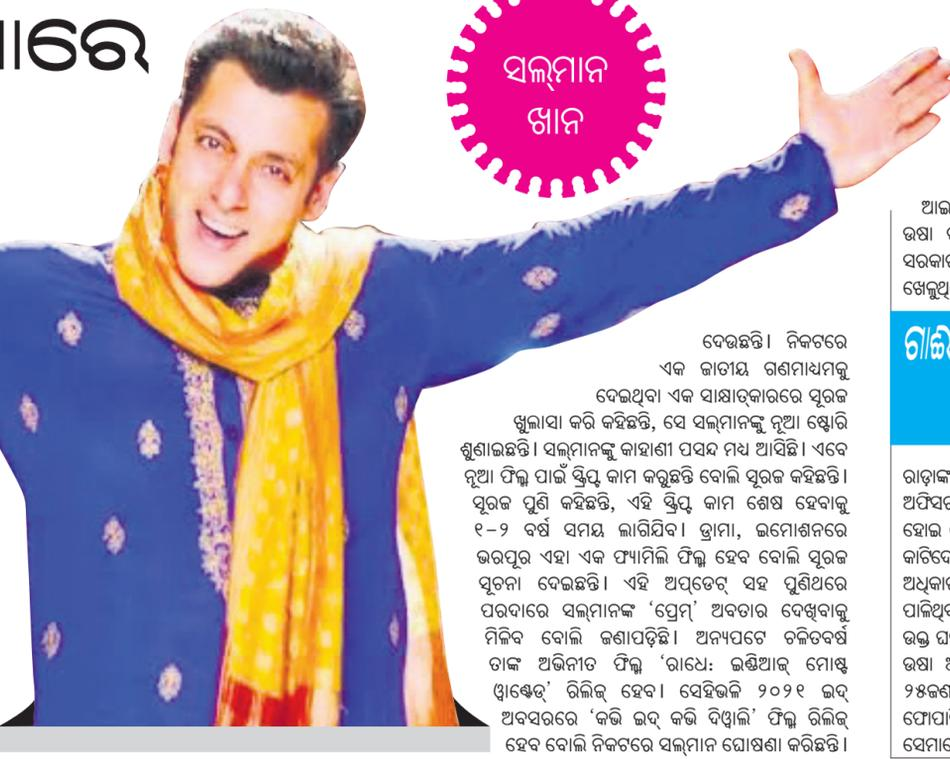 ସଲ୍‌ମାନ
ଖାନ
ଦେଉଛନ୍ତି। ନିକଟରେ
ଏକ ଜାତୀୟ ଗଣମାଧ୍ୟମକୁ
ଦେଇଥିବା ଏକ ସାକ୍ଷାତ୍‌କାରରେ ସୂରଜ
ଖୁଲାସା କରି କହିଛନ୍ତି, ସେ ସଲ୍‌ମାନଙ୍କୁ ନୂଆ ଷ୍ଟୋରି
ଶୁଣାଇଛନ୍ତି। ସଲ୍‌ମାନଙ୍କୁ କାହାଣୀ ପସନ୍ଦ ମଧ୍ୟ ଆସିଛି। ଏବେ
ନୂଆ ଫିଲ୍ମ ପାଇଁ ସ୍କ୍ରିପ୍ଟ କାମ କରୁଛନ୍ତି ବୋଲି ସୂରଜ କହିଛନ୍ତି।
ସୂରଜ ପୁଣି କହିଛନ୍ତି, ଏହି ସ୍କ୍ରିପ୍ଟ କାମ ଶେଷ ହେବାକୁ
୧-୨ ବର୍ଷ ସମୟ ଲାଗିଯିବ। ଡ୍ରାମା, ଇମୋଶନରେ
ଭରପୂର ଏହା ଏକ ଫ୍ୟାମିଲି ଫିଲ୍ମ ହେବ ବୋଲି ସୂରଜ
ସୂଚନା ଦେଇଛନ୍ତି। ଏହି ଅପ୍‌ଡେଟ୍ ସହ ପୁଣିଥରେ
ପରଦାରେ ସଲ୍‌ମାନଙ୍କ ‘ପ୍ରେମ୍’ ଅବତାର ଦେଖିବାକୁ
ମିଳିବ ବୋଲି ଜଣାପଡ଼ିଛି। ଅନ୍ୟପଟେ ଚଳିତବର୍ଷ
ତାଙ୍କ ଅଭିନୀତ ଫିଲ୍ମ ‘ରାଧେ: ଇଣ୍ଡିଆଜ୍ ମୋଷ୍ଟ
ୱାଣ୍ଟେଡ୍’ ରିଲିଜ୍ ହେବ। ସେହିଭଳି ୨୦୨୧ ଇଦ୍
ଅବସରରେ ‘କଭି ଇଦ୍ କଭି ଦିୱାଲି’ ଫିଲ୍ମ ରିଲିଜ୍
ହେବ ବୋଲି ନିକଟରେ ସଲ୍‌ମାନ ଘୋଷଣା କରିଛନ୍ତି।
ଉଷା